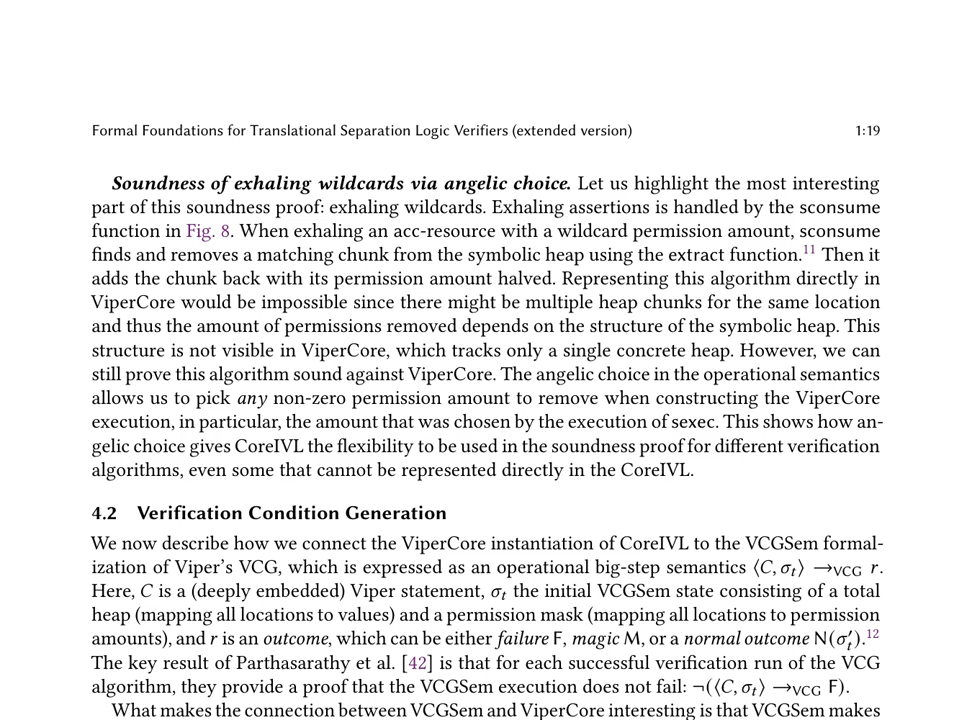 Formal Foundations for Translational Separation Logic Verifiers (extended version) 1:19
Soundness of exhaling wildcards via angelic choice. Let us highlight the most interesting
part of this soundness proof: exhaling wildcards. Exhaling assertions is handled by the sconsume
function in Fig. 8. When exhaling an acc-resource with a wildcard permission amount, sconsume
finds and removes a matching chunk from the symbolic heap using the extract function.¹¹ Then it
adds the chunk back with its permission amount halved. Representing this algorithm directly in
ViperCore would be impossible since there might be multiple heap chunks for the same location
and thus the amount of permissions removed depends on the structure of the symbolic heap. This
structure is not visible in ViperCore, which tracks only a single concrete heap. However, we can
still prove this algorithm sound against ViperCore. The angelic choice in the operational semantics
allows us to pick any non-zero permission amount to remove when constructing the ViperCore
execution, in particular, the amount that was chosen by the execution of sexec. This shows how an-
gelic choice gives CoreIVL the flexibility to be used in the soundness proof for different verification
algorithms, even some that cannot be represented directly in the CoreIVL.
4.2 Verification Condition Generation
We now describe how we connect the ViperCore instantiation of CoreIVL to the VCGSem formal-
ization of Viper's VCG, which is expressed as an operational big-step semantics ⟨C, σₜ⟩ →VCG r.
Here, C is a (deeply embedded) Viper statement, σₜ the initial VCGSem state consisting of a total
heap (mapping all locations to values) and a permission mask (mapping all locations to permission
amounts), and r is an outcome, which can be either failure F, magic M, or a normal outcome N(σ′ₜ).¹²
The key result of Parthasarathy et al. [42] is that for each successful verification run of the VCG
algorithm, they provide a proof that the VCGSem execution does not fail: ¬(⟨C, σₜ⟩ →VCG F).
What makes the connection between VCGSem and ViperCore interesting is that VCGSem makes